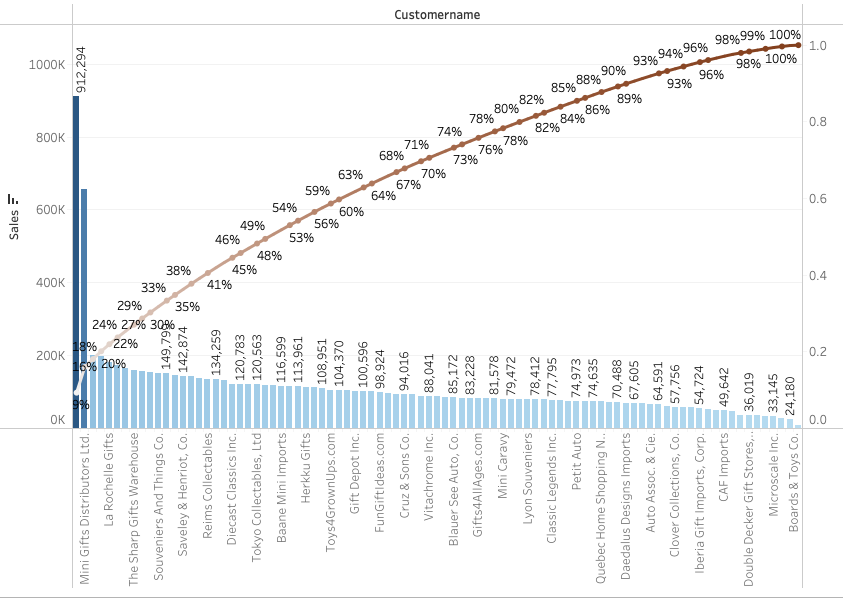 Customername
912,294
1000K
800K
600K
400K
200K
0K
Sales
1.0
0.8
0.6
0.4
0.2
0.0
9%
16%
18%
20%
24%
22%
27%
29%
30%
33%
35%
38%
41%
46%
45%
49%
48%
54%
53%
59%
56%
63%
60%
64%
68%
67%
71%
70%
74%
73%
78%
76%
80%
78%
82%
82%
85%
84%
88%
86%
90%
89%
93%
94%
93%
96%
96%
98%
99%
98%
100%
100%
142,874
134,259
120,783
120,563
116,599
113,961
108,951
104,370
100,596
98,924
94,016
88,041
85,172
83,228
81,578
79,472
78,412
77,795
74,973
74,635
70,488
67,605
64,591
57,756
54,724
49,642
36,019
33,145
24,180
Mini Gifts Distributors Ltd.
La Rochelle Gifts
The Sharp Gifts Warehouse
Souveniers And Things Co.
Saveley & Henriot, Co.
Reims Collectables
Diecast Classics Inc.
Tokyo Collectables, Ltd
Baane Mini Imports
Herkku Gifts
Toys4GrownUps.com
Gift Depot Inc.
FunGiftIdeas.com
Cruz & Sons Co.
Vitachrome Inc.
Blauer See Auto, Co.
Gifts4AllAges.com
Mini Caravy
Lyon Souveniers
Classic Legends Inc.
Petit Auto
Quebec Home Shopping N..
Daedalus Designs Imports
Auto Assoc. & Cie.
Clover Collections, Co.
Iberia Gift Imports, Corp.
CAF Imports
Double Decker Gift Stores,...
Microscale Inc.
Boards & Toys Co.